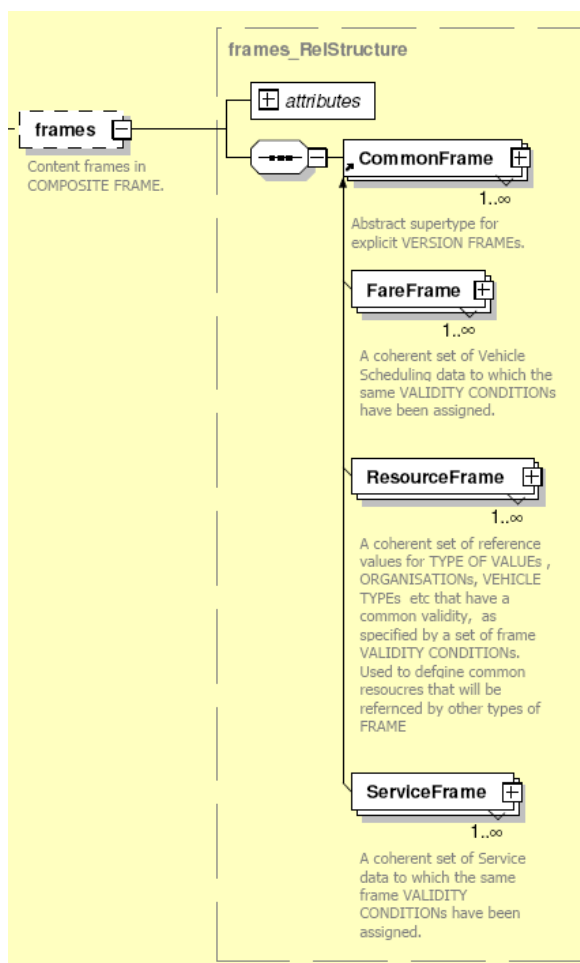 frames_RelStructure
attributes
frames
Content frames in
COMPOSITE FRAME.
CommonFrame
1..∞
Abstract supertype for
explicit VERSION FRAMEs.
FareFrame
1..∞
A coherent set of Vehicle
Scheduling data to which the
same VALIDITY CONDITIONs
have been assigned.
ResourceFrame
1..∞
A coherent set of reference
values for TYPE OF VALUEs ,
ORGANISATIONs, VEHICLE
TYPEs etc that have a
common validity, as
specified by a set of frame
VALIDITY CONDITIONs.
Used to defgine common
resoucres that will be
refernced by other types of
FRAME
ServiceFrame
1..∞
A coherent set of Service
data to which the same
frame VALIDITY
CONDITIONs have been
assigned.